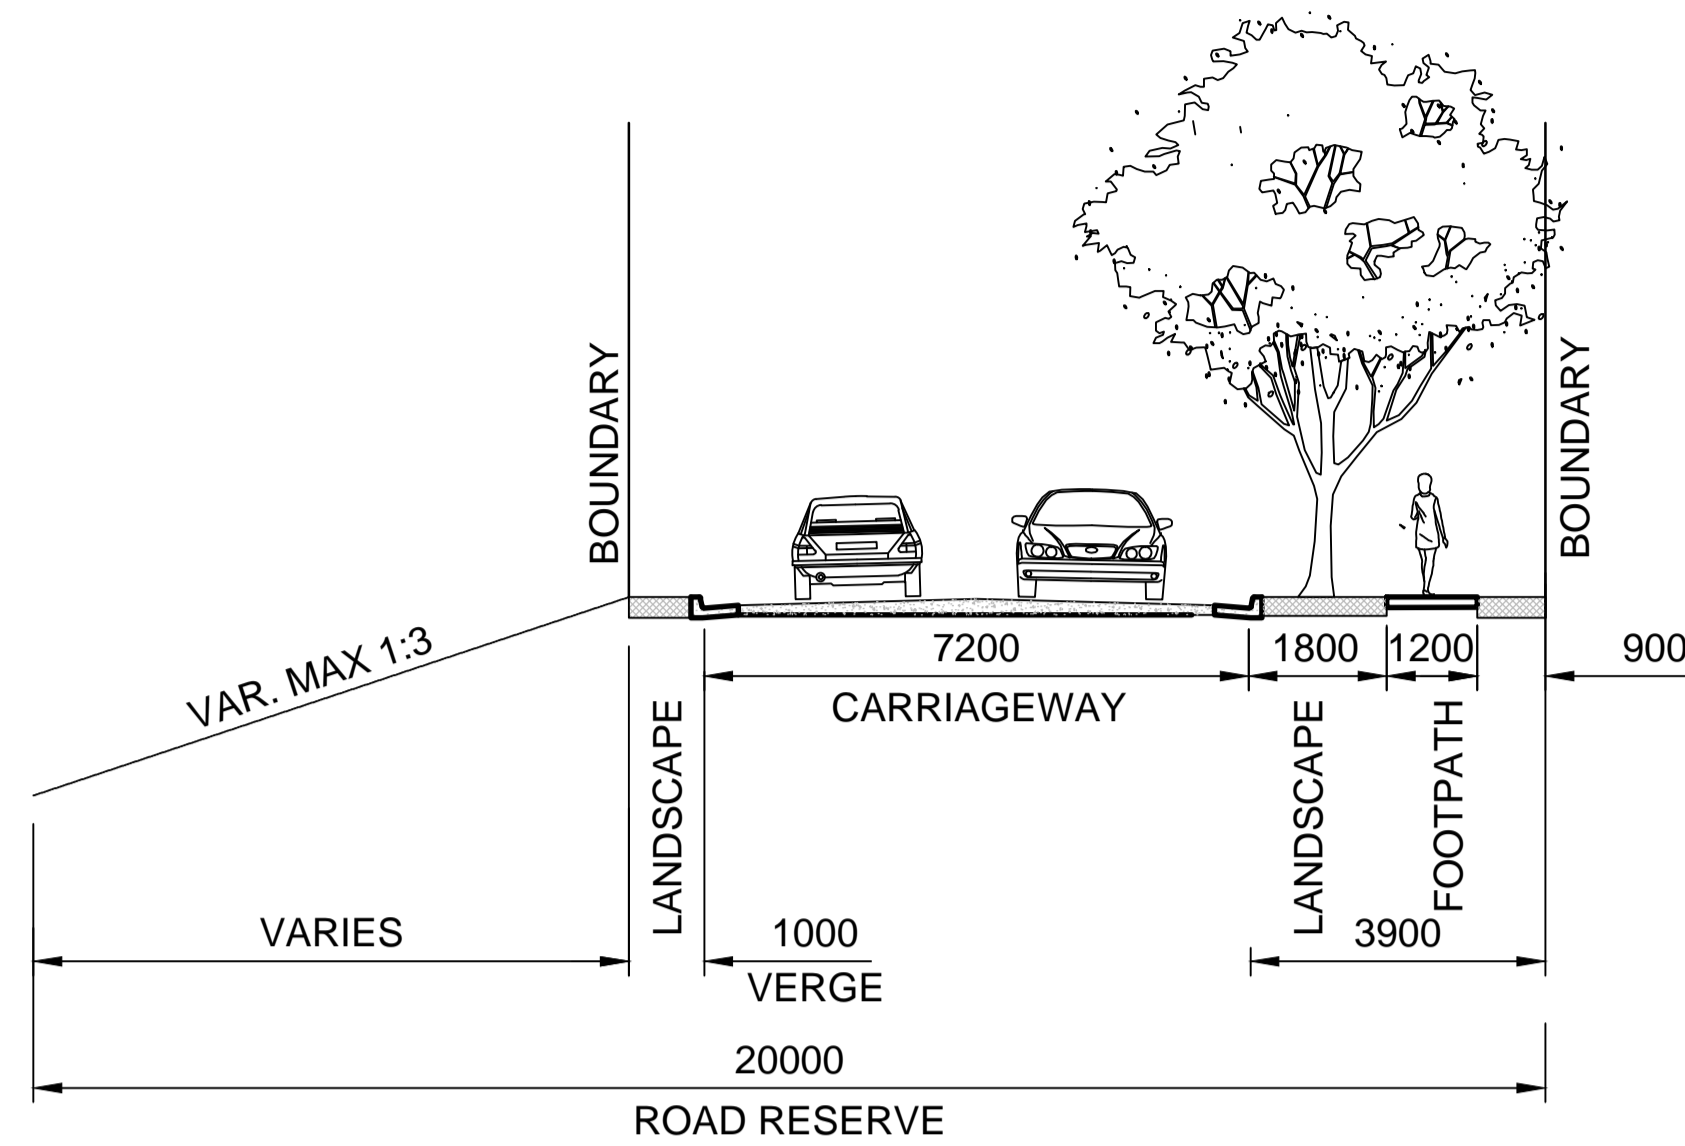 BOUNDARY
BOUNDARY
VAR. MAX 1:3
7200
1800
1200
900
CARRIAGEWAY
LANDSCAPE
LANDSCAPE
FOOTPATH
VARIES
1000
3900
VERGE
20000
ROAD RESERVE